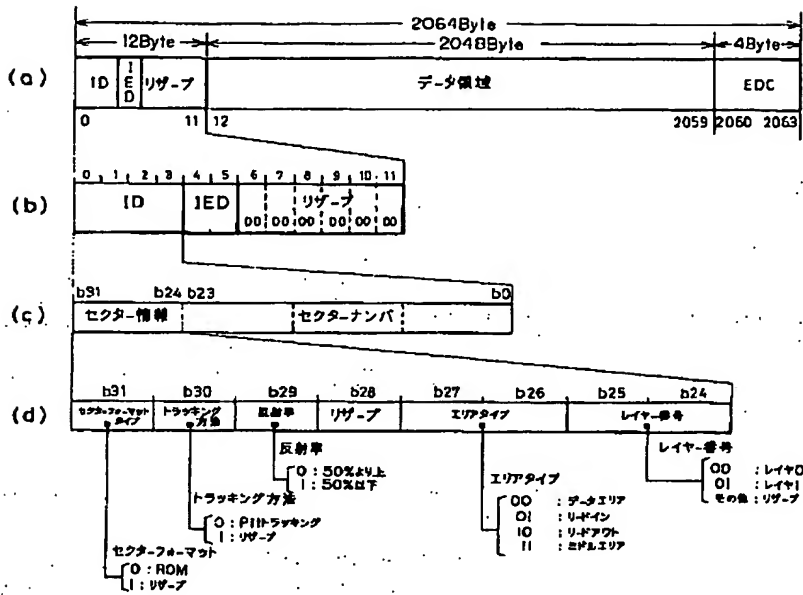 2064Byte
12Byte 2048Byte 4Byte
(a) ID IED リザーブ データ領域 EDC
0 11 12 2059 2060 2063
0 1 2 3 4 5 6 7 8 9 10 11
(b) ID IED リザーブ
00 00 00 00 00 00
b31 b24 b23 b0
(c) セクター情報 セクターナンバ
b31 b30 b29 b28 b27 b26 b25 b24
(d) セクターフォーマットタイプ トラッキング方法 反射率 リザーブ エリアタイプ レイヤー番号
反射率
0 : 50%より上
1 : 50%以下
レイヤー番号
00 : レイヤ0
01 : レイヤ1
その他 : リザーブ
エリアタイプ
00 : データエリア
01 : リードイン
10 : リードアウト
11 : ミドルエリア
トラッキング方法
0 : Pitトラッキング
1 : リザーブ
セクターフォーマット
0 : ROM
1 : リザーブ